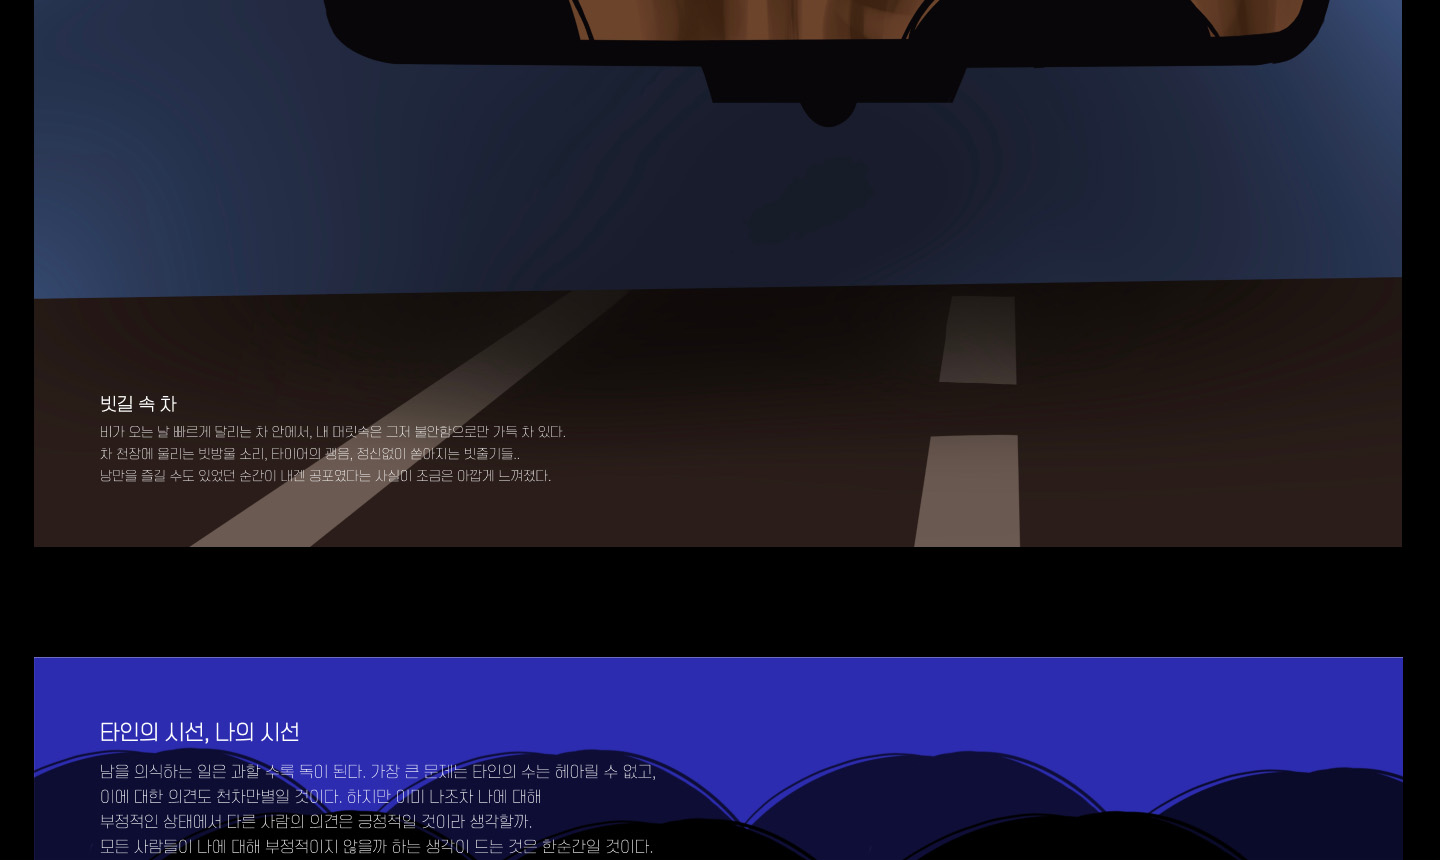 빗길 속 차
비가 오는 날 빠르게 달리는 차 안에서, 내 머릿속은 그저 불안함으로만 가득 차 있다.
차 천장에 물리는 빗방울 소리, 타이어의 굉음, 정신없이 쏟아지는 빗줄기들..
낭만을 즐길 수도 있었던 순간이 내겐 공포였다는 사실이 조금은 아깝게 느껴졌다.
타인의 시선, 나의 시선
남을 의식하는 일은 과할 수록 독이 된다. 가장 큰 문제는 타인의 수는 헤아릴 수 없고,
이에 대한 의견도 천차만별일 것이다. 하지만 이미 나조차 나에 대해
부정적인 상태에서 다른 사람의 의견은 긍정적일 것이라 생각할까.
모든 사람들이 나에 대해 부정적이지 않을까 하는 생각이 드는 것은 한순간일 것이다.